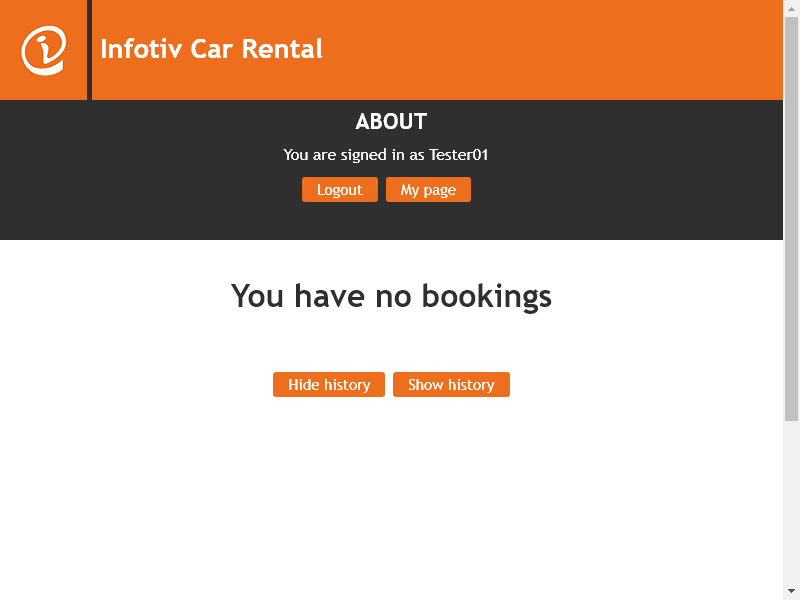 Infotiv Car Rental
ABOUT
You are signed in as Tester01
Logout My page
You have no bookings
Hide history Show history